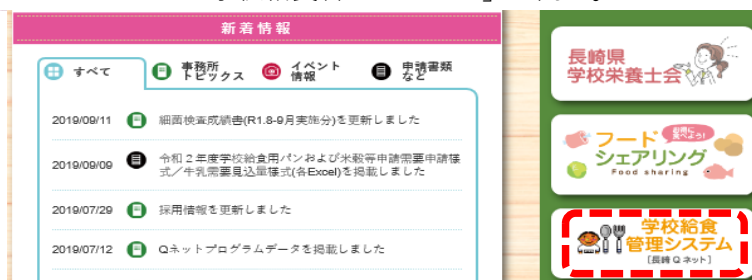 新着情報
すべて
事務所
トピックス
イベント
情報
申請書類
など
2019/09/11 細菌検査成績書(R1.8-9月実施分)を更新しました
2019/09/09 令和２年度学校給食用パンおよび米穀等申請需要申請様
式／牛乳需要見込量様式(各Excel)を掲載しました
2019/07/29 採用情報を更新しました
2019/07/12 Qネットプログラムデータを掲載しました
長崎県
学校栄養士会
お得に
食べよう!
フード
シェアリング
Food sharing
学校給食
管理システム
[長崎Ｑネット]